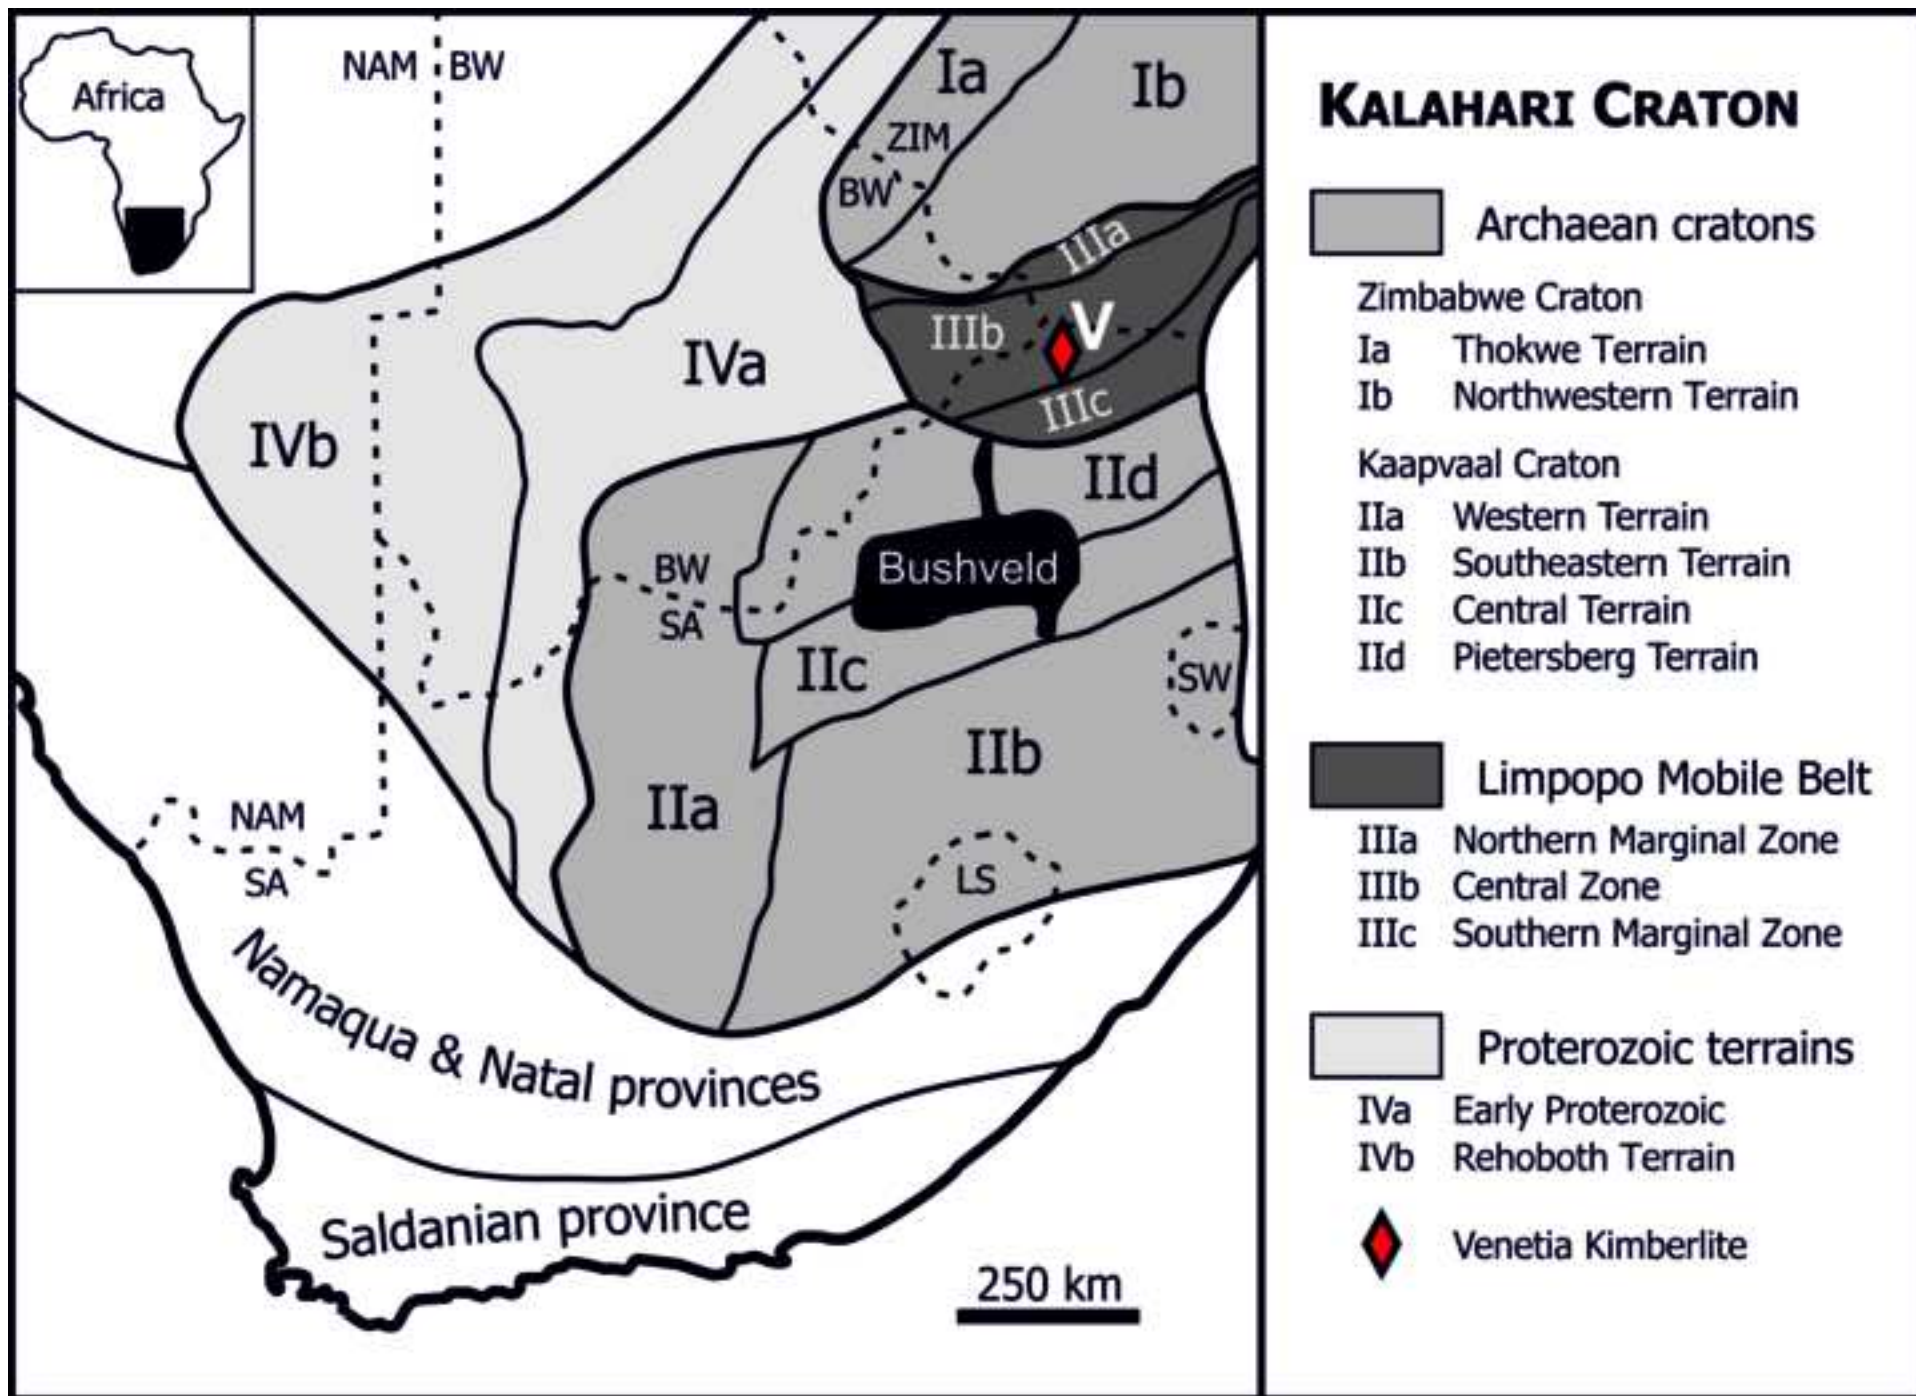 Africa
NAM
BW
Ia
Ib
ZIM
BW
IIIa
IIIb
V
IIIc
IVa
IVb
IId
Bushveld
BW
SA
IIc
SW
IIb
IIa
LS
NAM
SA
Namaqua & Natal provinces
Saldanian province
250 km
KALAHARI CRATON
Archaean cratons
Zimbabwe Craton
Ia Thokwe Terrain
Ib Northwestern Terrain
Kaapvaal Craton
IIa Western Terrain
IIb Southeastern Terrain
IIc Central Terrain
IId Pietersberg Terrain
Limpopo Mobile Belt
IIIa Northern Marginal Zone
IIIb Central Zone
IIIc Southern Marginal Zone
Proterozoic terrains
IVa Early Proterozoic
IVb Rehoboth Terrain
Venetia Kimberlite